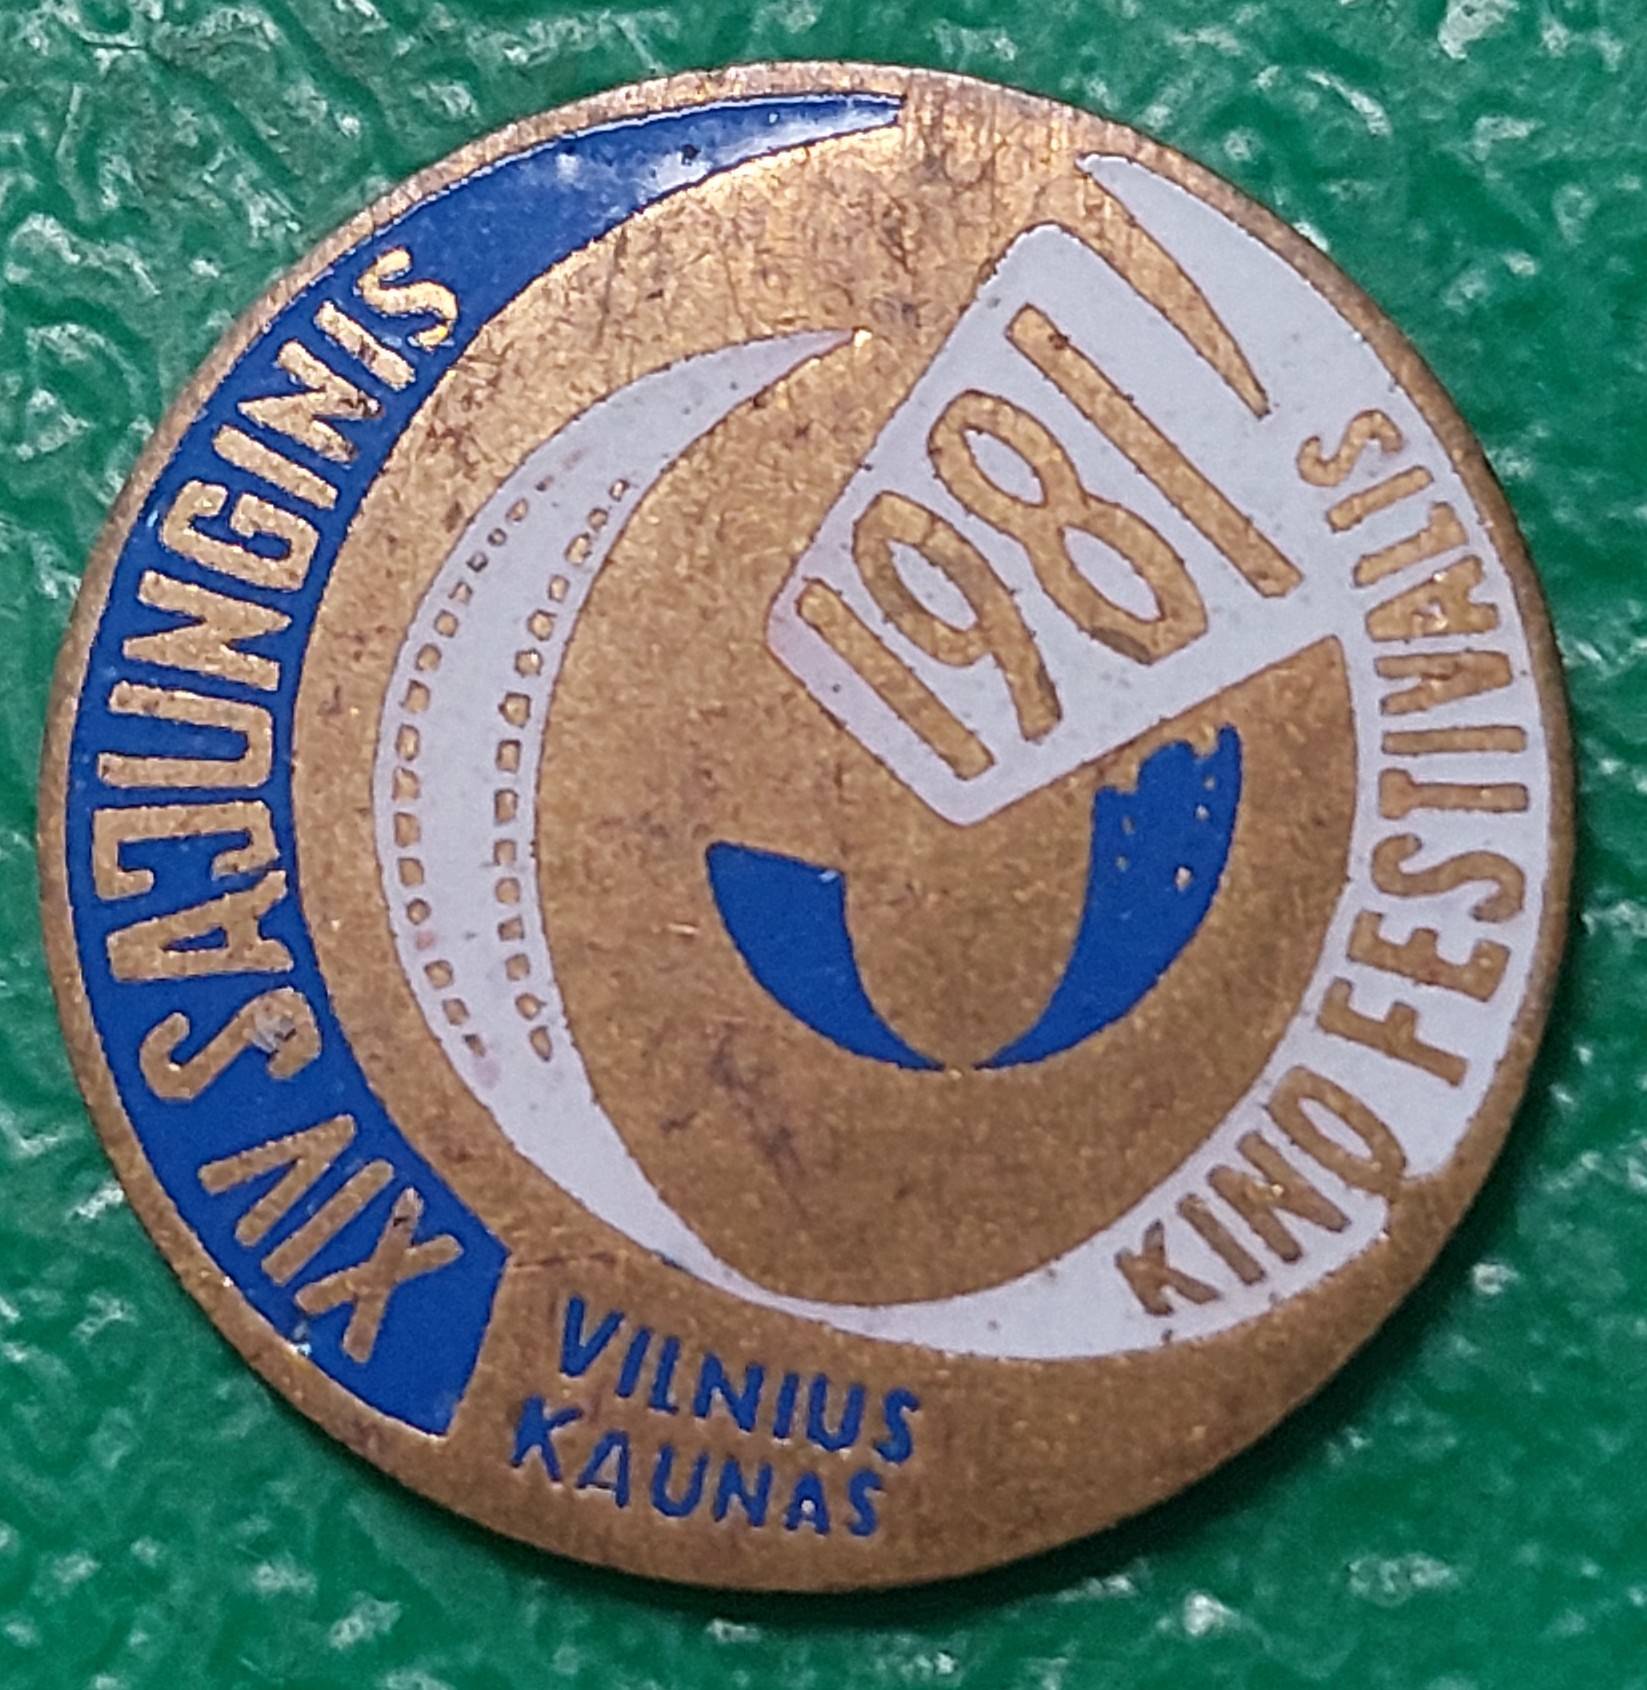 XIV SĄJUNGINIS
KINO FESTIVALIS
1981
VILNIUS
KAUNAS